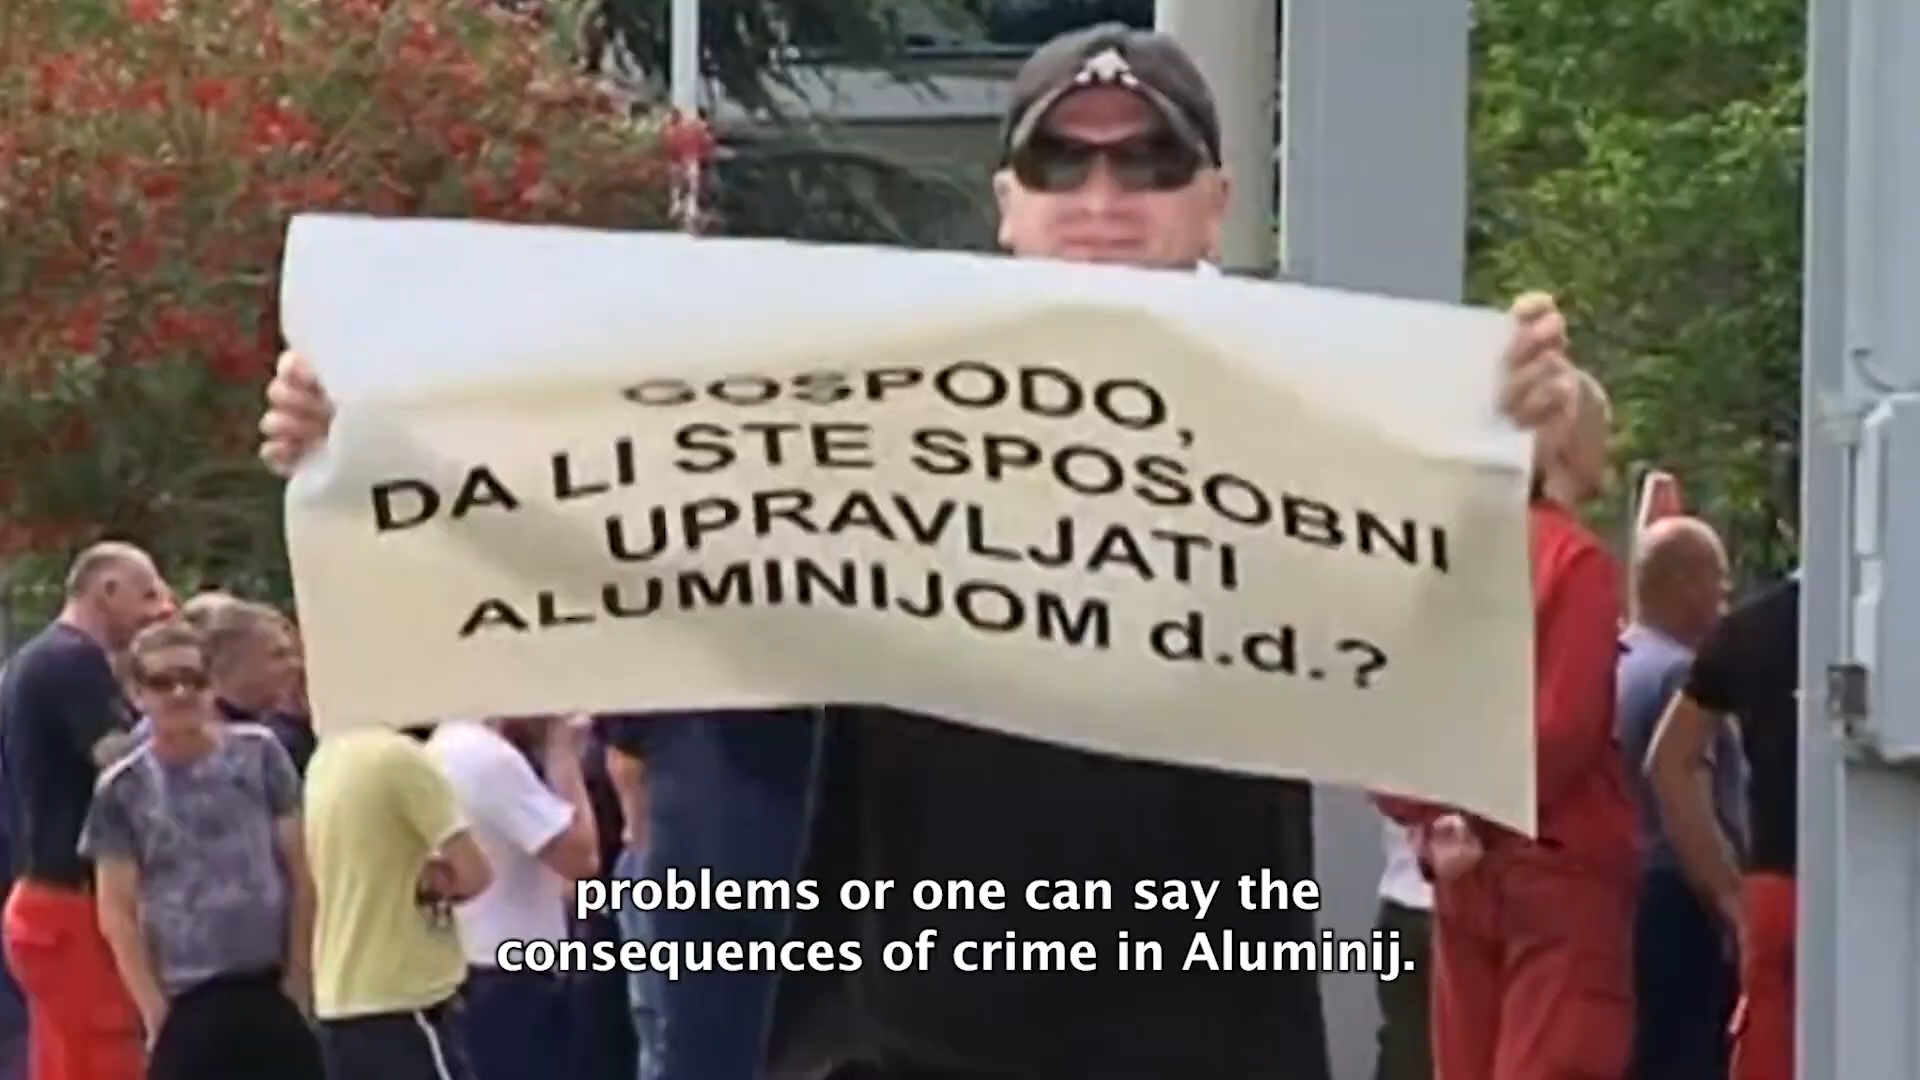 GOSPODO,
DA LI STE SPOSOBNI
UPRAVLJATI
ALUMINIJOM d.d.?
problems or one can say the
consequences of crime in Aluminij.